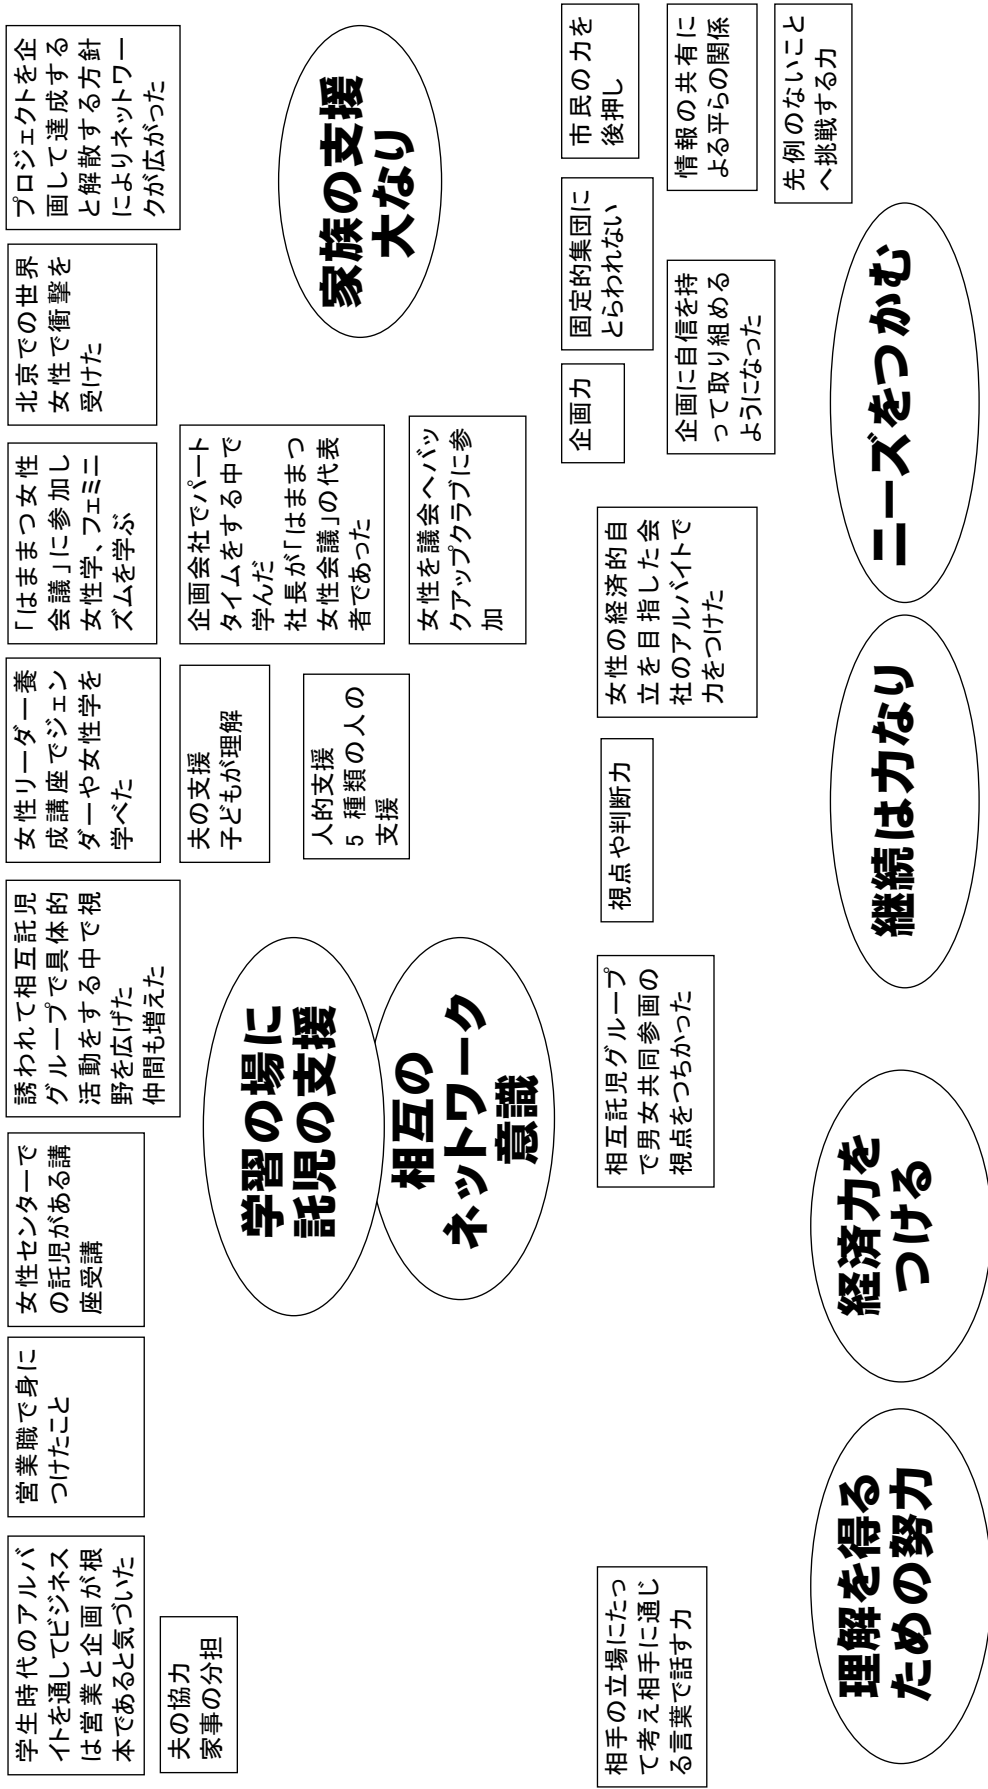 学生時代のアルバ
イトを通してビジネス
は営業と企画が根
本であると気づいた
営業職で身に
つけたこと
女性センターで
の託児がある講
座受講
誘われて相互託児
グループで具体的
活動をする中で視
野を広げた
仲間も増えた
女性リーダー養
成講座でジェン
ダーや女性学を
学べた
「はままつ女性
会議」に参加し
女性学、フェミニ
ズムを学ぶ
北京での世界
女性で衝撃を
受けた
プロジェクトを企
画して達成する
と解散する方針
によりネットワー
クが広がった
夫の協力
家事の分担
夫の支援
子どもが理解
企画会社でパート
タイムをする中で
学んだ
社長が「はままつ
女性会議」の代表
者であった
人的支援
5 種類の人の
支援
女性を議会へバッ
クアップクラブに参
加
学習の場に
託児の支援
相互の
ネットワーク
意識
家族の支援
大なり
相手の立場にたっ
て考え相手に通じ
る言葉で話す力
相互託児グループ
で男女共同参画の
視点をつちかった
視点や判断力
女性の経済的自
立を目指した会
社のアルバイトで
力をつけた
企画力
固定的集団に
とらわれない
市民の力を
後押し
企画に自信を持
って取り組める
ようになった
情報の共有に
よる平らの関係
先例のないこと
へ挑戦する力
理解を得る
ための努力
経済力を
つける
継続は力なり
ニーズをつかむ